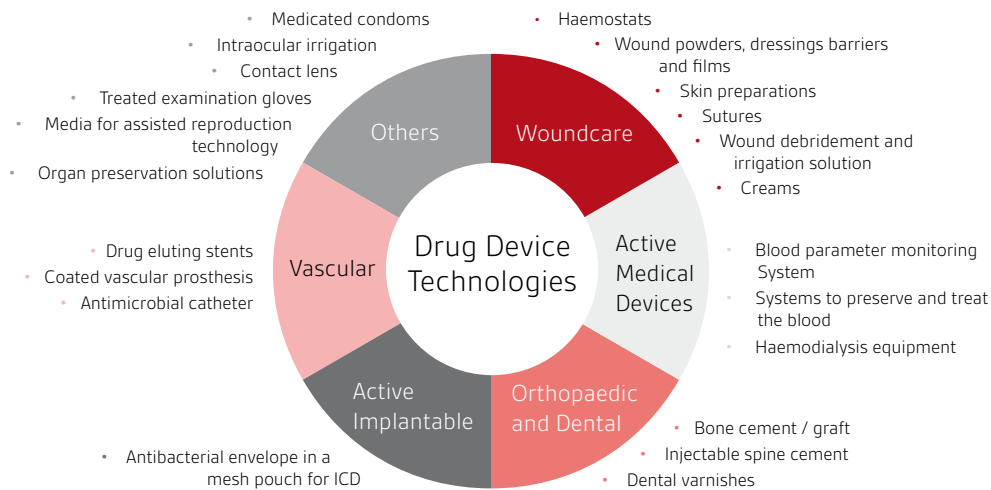 Drug Device
Technologies
Woundcare
Haemostats
Wound powders, dressings barriers
and films
Skin preparations
Sutures
Wound debridement and
irrigation solution
Creams
Active
Medical
Devices
Blood parameter monitoring
System
Systems to preserve and treat
the blood
Haemodialysis equipment
Orthopaedic
and Dental
Bone cement / graft
Injectable spine cement
Dental varnishes
Active
Implantable
Antibacterial envelope in a
mesh pouch for ICD
Vascular
Drug eluting stents
Coated vascular prosthesis
Antimicrobial catheter
Others
Medicated condoms
Intraocular irrigation
Contact lens
Treated examination gloves
Media for assisted reproduction
technology
Organ preservation solutions